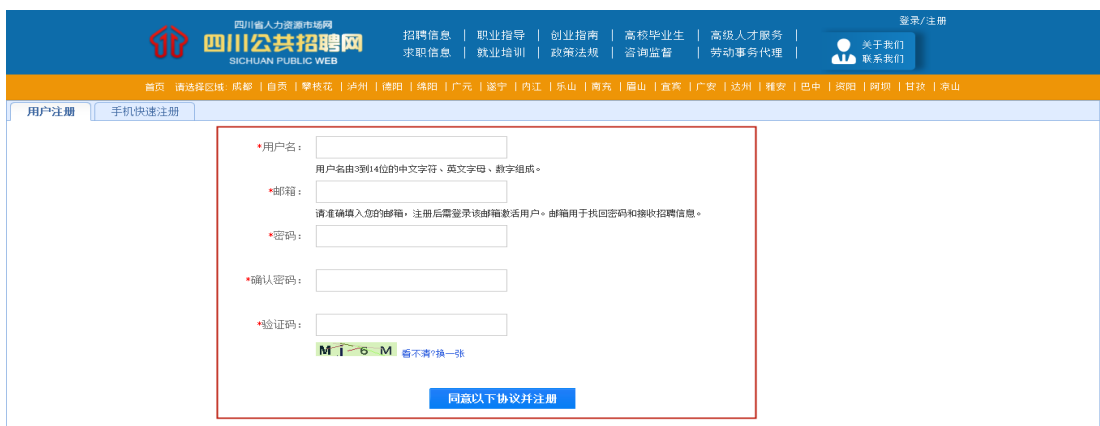 登录/注册
四川省人力资源市场网
四川公共招聘网
SICHUAN PUBLIC WEB
招聘信息 | 职业指导 | 创业指南 | 高校毕业生 | 高级人才服务 |
求职信息 | 就业培训 | 政策法规 | 咨询监督 | 劳动事务代理 |
关于我们
联系我们
首页 请选择区域: 成都 | 自贡 | 攀枝花 | 泸州 | 德阳 | 绵阳 | 广元 | 遂宁 | 内江 | 乐山 | 南充 | 眉山 | 宜宾 | 广安 | 达州 | 雅安 | 巴中 | 资阳 | 阿坝 | 甘孜 | 凉山
用户注册 手机快速注册
*用户名：
用户名由3到14位的中文字符、英文字母、数字组成。
*邮箱：
请准确填入您的邮箱，注册后需登录该邮箱激活用户。邮箱用于找回密码和接收招聘信息。
*密码：
*确认密码：
*验证码：
M i 6 M 看不清?换一张
同意以下协议并注册